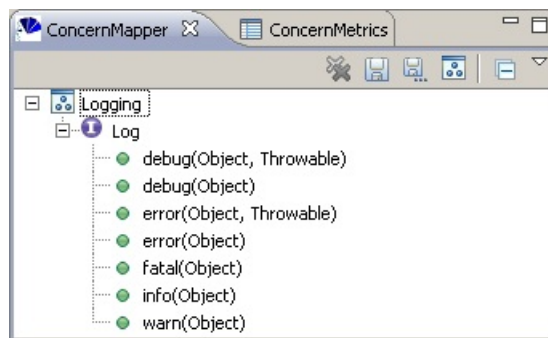 ConcernMapper ConcernMetrics
Logging
Log
debug(Object, Throwable)
debug(Object)
error(Object, Throwable)
error(Object)
fatal(Object)
info(Object)
warn(Object)